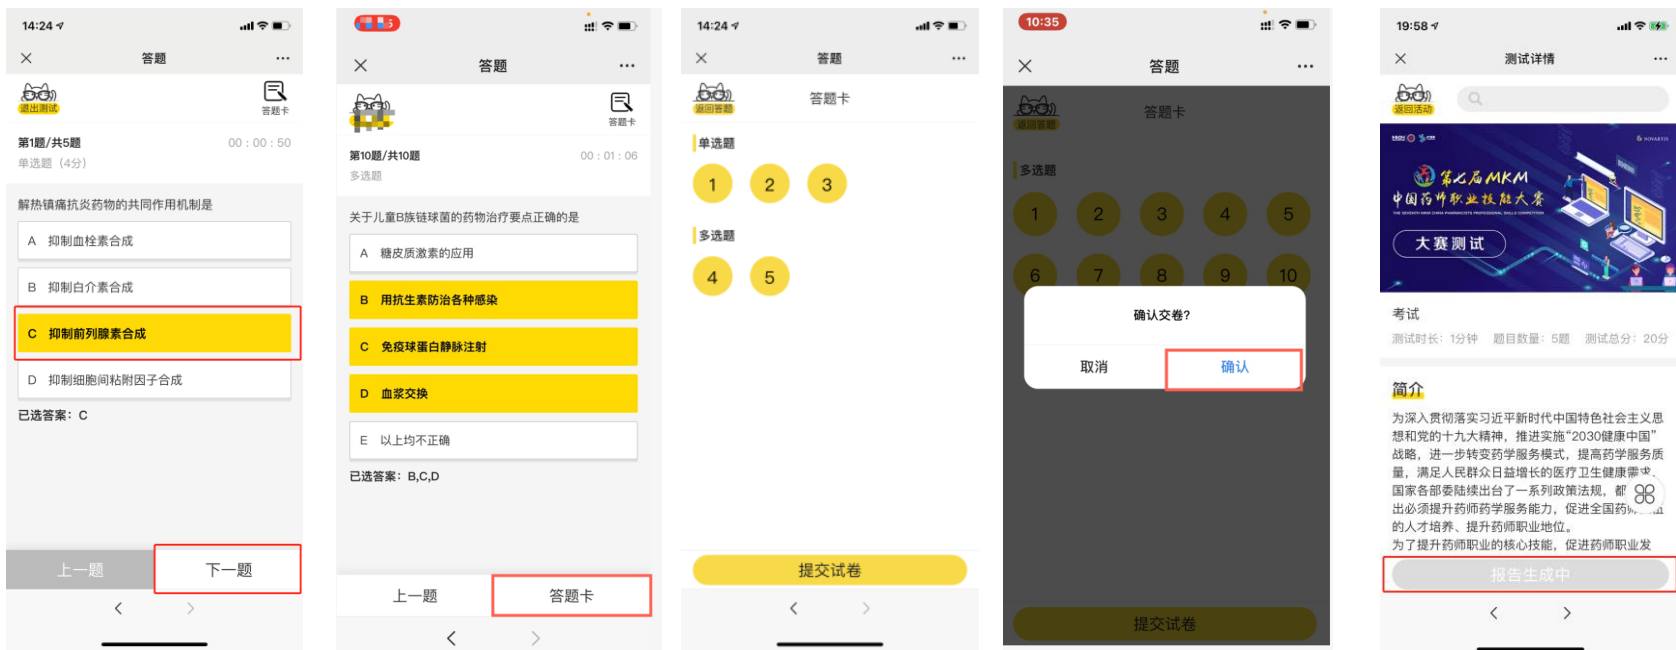 14:24
答题
退出测试
答题卡
第1题/共5题
00:00:50
单选题（4分）
解热镇痛抗炎药物的共同作用机制是
A 抑制血栓素合成
B 抑制白介素合成
C 抑制前列腺素合成
D 抑制细胞间粘附因子合成
已选答案：C
上一题
下一题
答题
答题卡
第10题/共10题
00:01:06
多选题
关于儿童B族链球菌的药物治疗要点正确的是
A 糖皮质激素的应用
B 用抗生素防治各种感染
C 免疫球蛋白静脉注射
D 血浆交换
E 以上均不正确
已选答案：B,C,D
上一题
答题卡
14:24
答题
返回答题
答题卡
单选题
1 2 3
多选题
4 5
提交试卷
10:35
答题
返回答题
答题卡
多选题
1 2 3 4 5
6 7 8 9 10
确认交卷?
取消
确认
提交试卷
19:58
测试详情
返回活动
NOVARTIS
第七届MKM
中国药师职业技能大赛
THE SEVENTH MKM CHINA PHARMACISTS PROFESSIONAL SKILLS COMPETITION
大赛测试
考试
测试时长：1分钟 题目数量：5题 测试总分：20分
简介
为深入贯彻落实习近平新时代中国特色社会主义思
想和党的十九大精神，推进实施“2030健康中国”
战略，进一步转变药学服务模式，提高药学服务质
量，满足人民群众日益增长的医疗卫生健康需求，
国家各部委陆续出台了一系列政策法规，都
出必须提升药师药学服务能力，促进全国药师
的人才培养、提升药师职业地位。
为了提升药师职业的核心技能，促进药师职业发
报告生成中